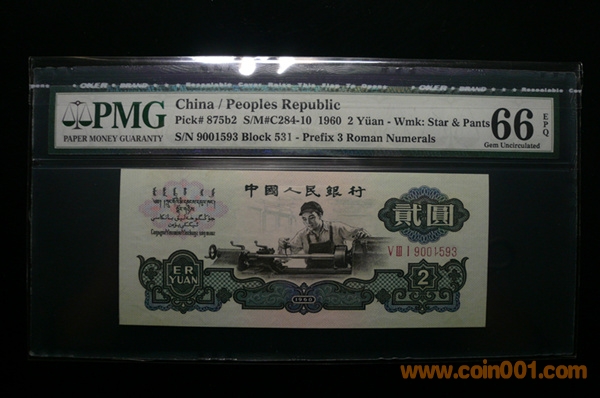 PMG
PAPER MONEY GUARANTY
China / Peoples Republic
Pick# 875b2 S/M#C284-10 1960 2 Yüan - Wmk: Star & Pants
S/N 9001593 Block 531 - Prefix 3 Roman Numerals
66 EPQ
Gem Uncirculated
中國人民銀行
貳圓
VIII I 9001593
ER
YUAN
1960
2
www.coin001.com